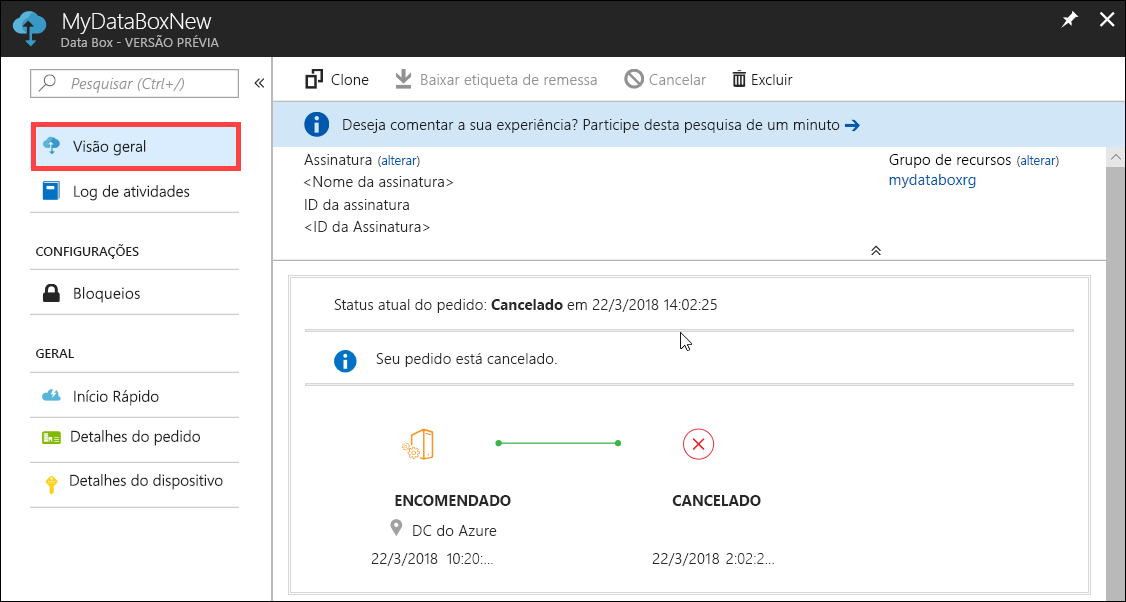 MyDataBoxNew
Data Box - VERSÃO PRÉVIA
Pesquisar (Ctrl+/)
«
Visão geral
Log de atividades
CONFIGURAÇÕES
Bloqueios
GERAL
Início Rápido
Detalhes do pedido
Detalhes do dispositivo
Clone Baixar etiqueta de remessa Cancelar Excluir
Deseja comentar a sua experiência? Participe desta pesquisa de um minuto →
Assinatura (alterar)
<Nome da assinatura>
ID da assinatura
<ID da Assinatura>
Grupo de recursos (alterar)
mydataboxrg
Status atual do pedido: Cancelado em 22/3/2018 14:02:25
Seu pedido está cancelado.
ENCOMENDADO
DC do Azure
22/3/2018 10:20:...
CANCELADO
22/3/2018 2:02:2...